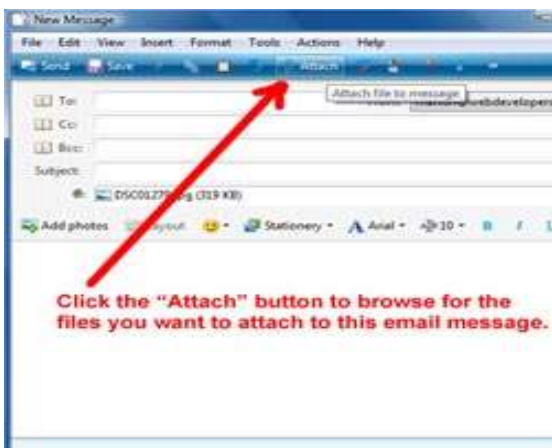 New Message
File Edit View Insert Format Tools Actions Help
Send Save Attach
Attach file to message
To:
Cc:
Bcc:
Subject:
(319 KB)
Add photos Layout Stationery Arial 10 B I U
Click the “Attach” button to browse for the
files you want to attach to this email message.